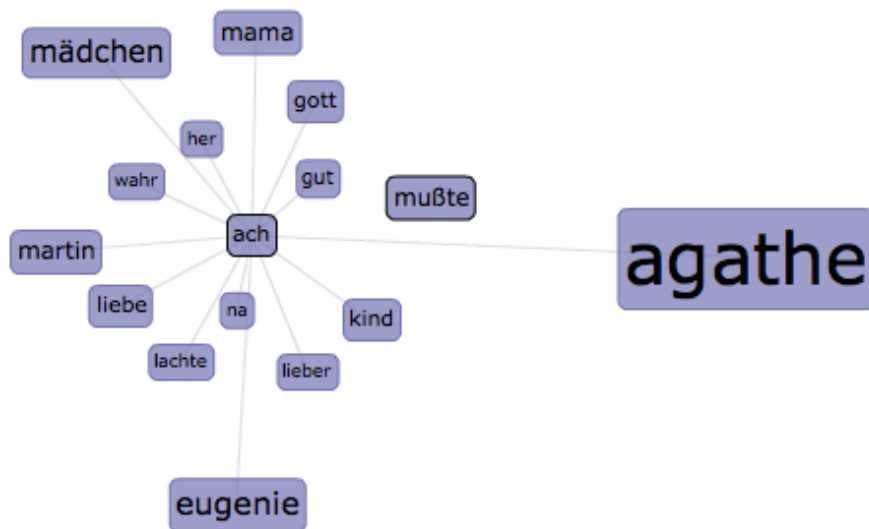 mama
mädchen
gott
her
wahr
gut
mußte
ach
martin
agathe
liebe
na
kind
lachte
lieber
eugenie